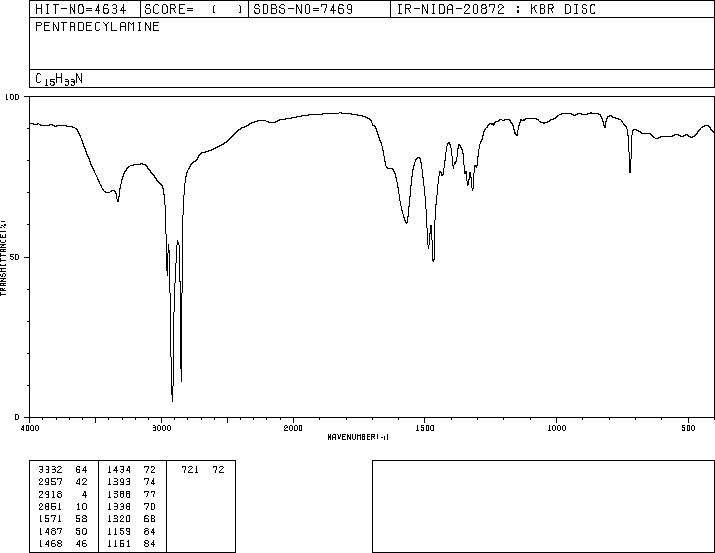 HIT-NO=4634 SCORE= ( ) SDBS-NO=7469 IR-NIDA-20872 : KBR DISC
PENTADECYLAMINE
C15H33N
100
50
0
TRANSMITTANCE(%)
4000 3000 2000 1500 1000 500
WAVENUMBER(-1)
3332 64 1434 72 721 72
2957 42 1393 74
2918 4 1388 77
2851 10 1338 70
1571 58 1320 68
1487 50 1159 84
1468 46 1151 84